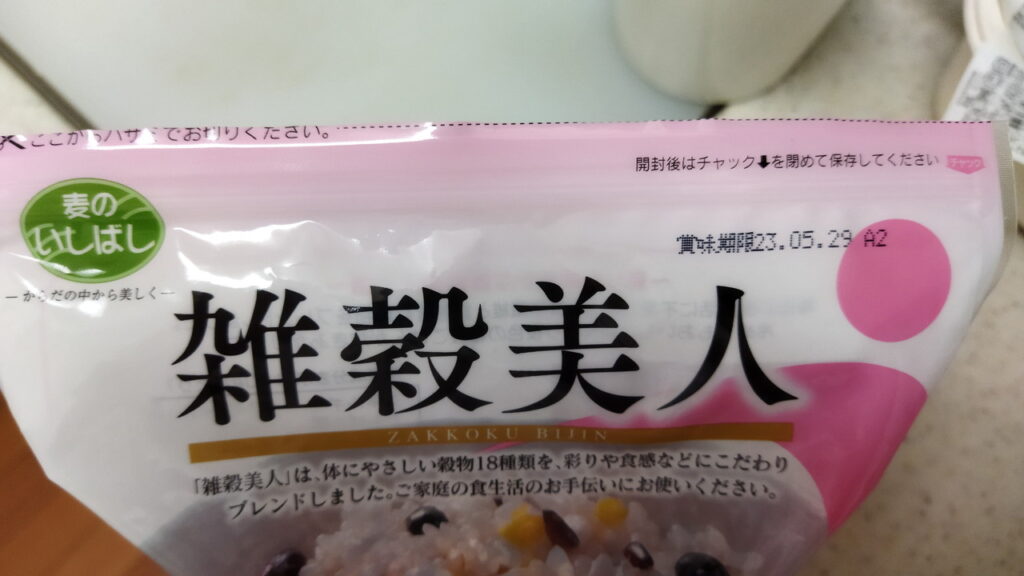 ここからハサミでお切りください。
開封後はチャック⬇を閉めて保存してください チャック
麦の
いしばし
ーからだの中から美しくー
賞味期限23.05.29 A2
雑穀美人
ZAKKOKU BIJIN
「雑穀美人」は、体にやさしい穀物18種類を、彩りや食感などにこだわり
ブレンドしました。ご家庭の食生活のお手伝いにお使いください。